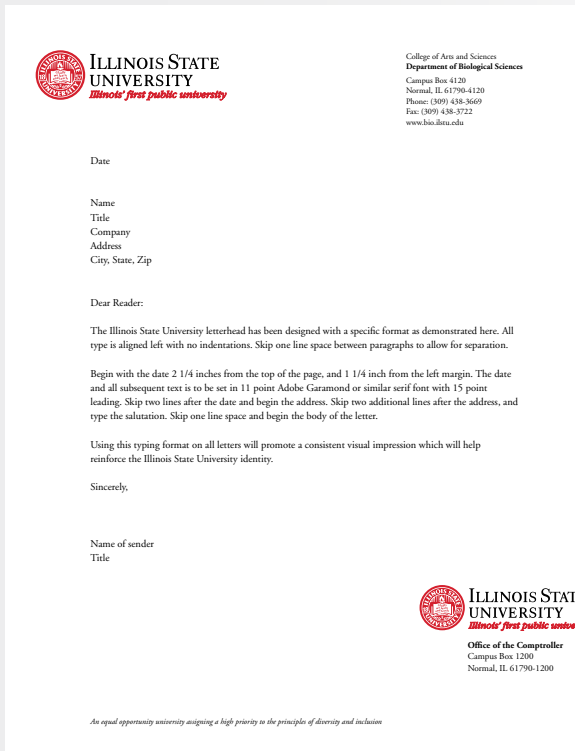 ILLINOIS STATE
UNIVERSITY
Illinois' first public university
College of Arts and Sciences
Department of Biological Sciences
Campus Box 4120
Normal, IL 61790-4120
Phone: (309) 438-3669
Fax: (309) 438-3722
www.bio.ilstu.edu
Date
Name
Title
Company
Address
City, State, Zip
Dear Reader:
The Illinois State University letterhead has been designed with a specific format as demonstrated here. All
type is aligned left with no indentations. Skip one line space between paragraphs to allow for separation.
Begin with the date 2 1/4 inches from the top of the page, and 1 1/4 inch from the left margin. The date
and all subsequent text is to be set in 11 point Adobe Garamond or similar serif font with 15 point
leading. Skip two lines after the date and begin the address. Skip two additional lines after the address, and
type the salutation. Skip one line space and begin the body of the letter.
Using this typing format on all letters will promote a consistent visual impression which will help
reinforce the Illinois State University identity.
Sincerely,
Name of sender
Title
ILLINOIS STAT
UNIVERSITY
Illinois' first public unive
Office of the Comptroller
Campus Box 1200
Normal, IL 61790-1200
An equal opportunity university assigning a high priority to the principles of diversity and inclusion